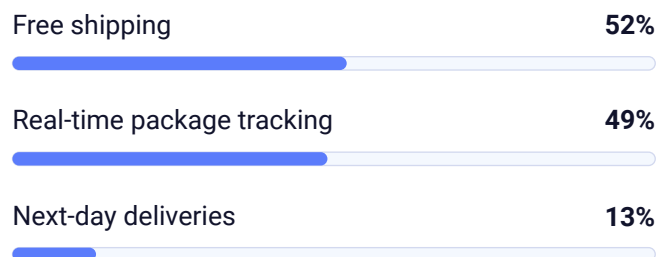 Free shipping 52%
Real-time package tracking 49%
Next-day deliveries 13%